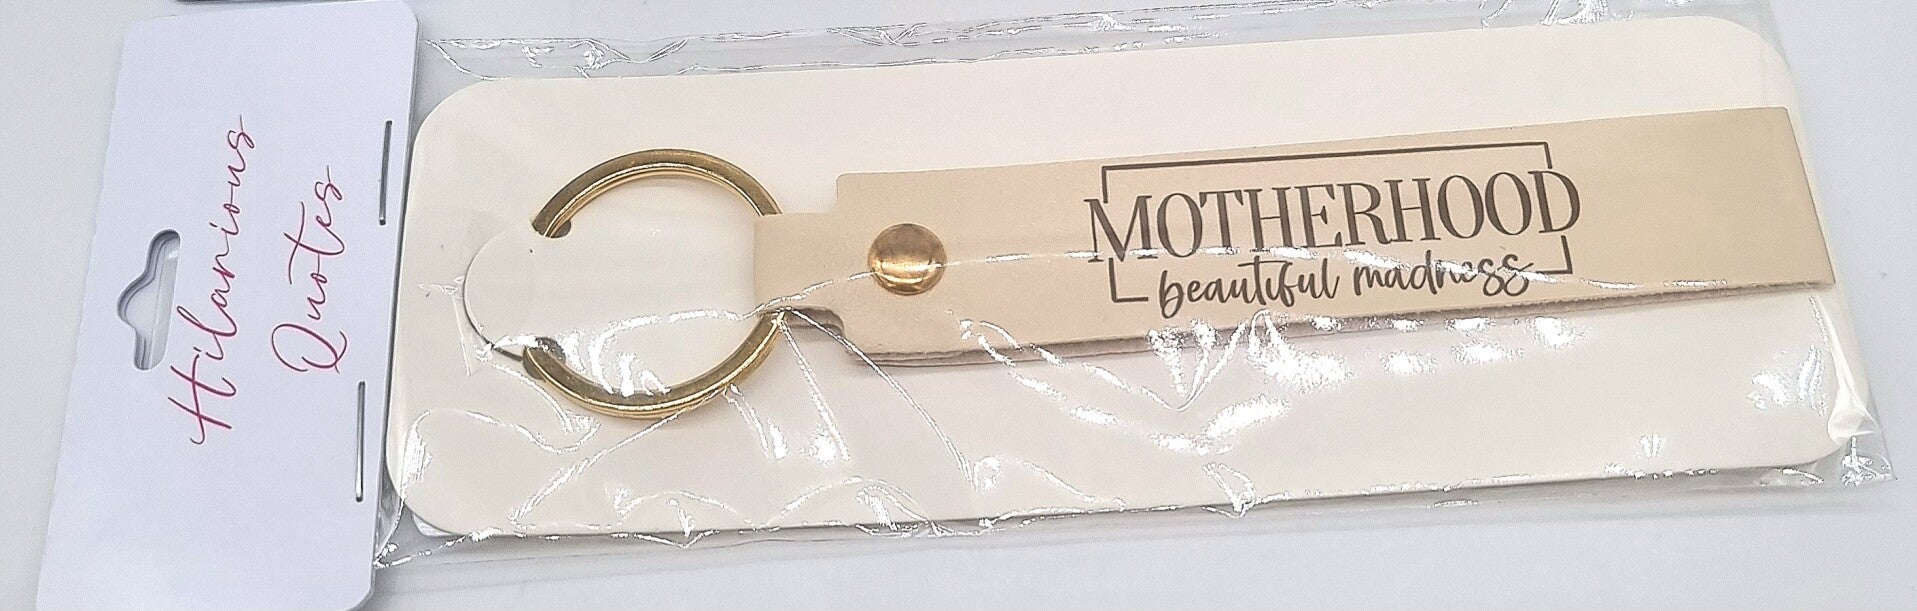 Hilarious
Quotes
MOTHERHOOD
beautiful madness